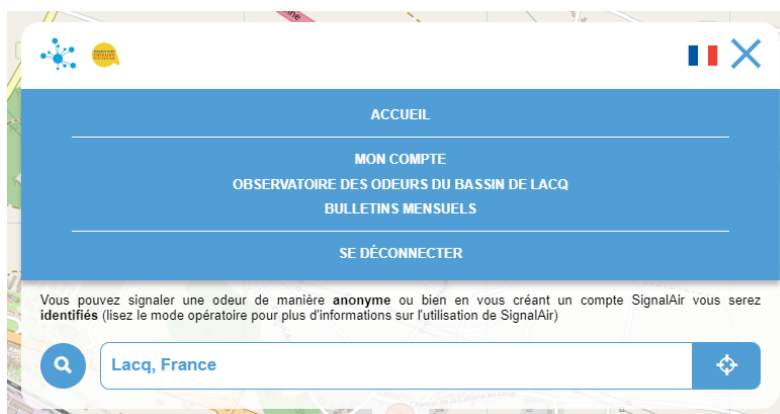 ACCUEIL
MON COMPTE
OBSERVATOIRE DES ODEURS DU BASSIN DE LACQ
BULLETINS MENSUELS
SE DÉCONNECTER
Vous pouvez signaler une odeur de manière anonyme ou bien en vous créant un compte SignalAir vous serez
identifiés (lisez le mode opératoire pour plus d'informations sur l'utilisation de SignalAir)
Lacq, France